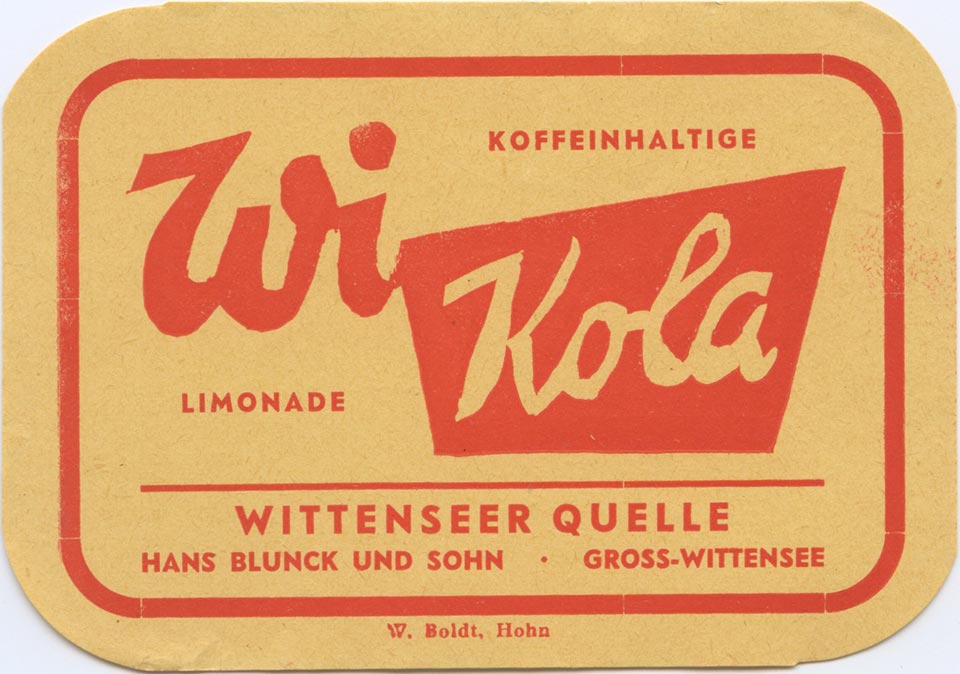 KOFFEINHALTIGE
Wi
Kola
LIMONADE
WITTENSEER QUELLE
HANS BLUNCK UND SOHN · GROSS-WITTENSEE
W. Boldt, Hohn